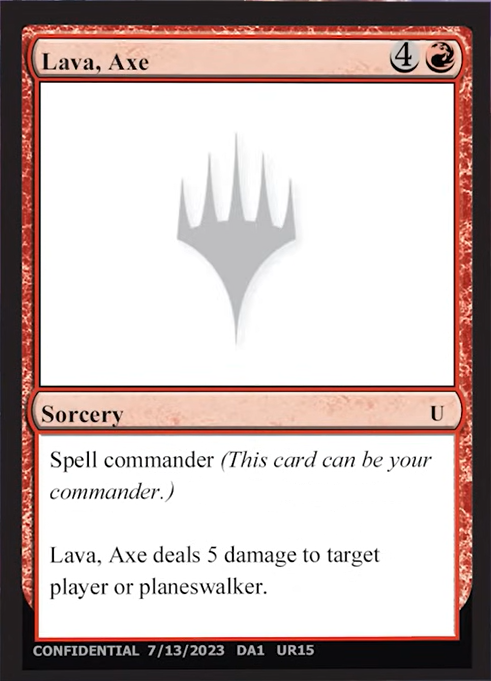 Lava, Axe 4
Sorcery U
Spell commander (This card can be your
commander.)
Lava, Axe deals 5 damage to target
player or planeswalker.
CONFIDENTIAL 7/13/2023 DA1 UR15